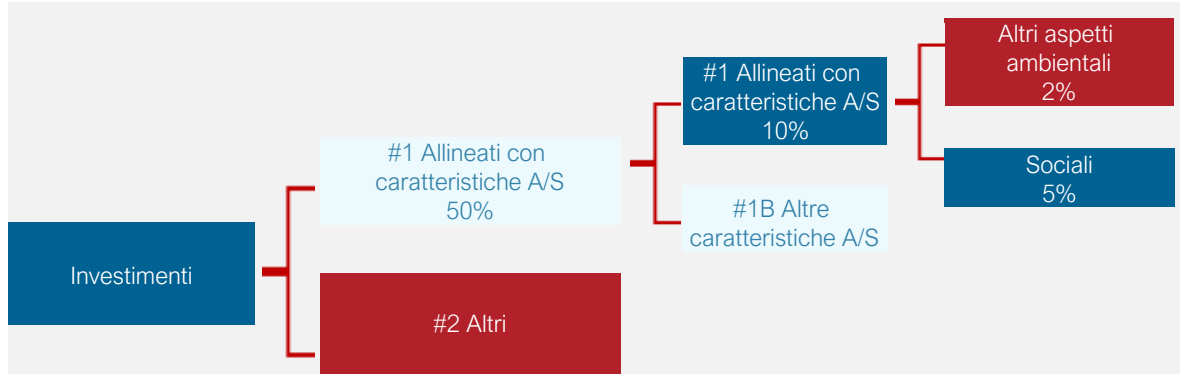 Investimenti
#1 Allineati con
caratteristiche A/S
50%
#2 Altri
#1 Allineati con
caratteristiche A/S
10%
#1B Altre
caratteristiche A/S
Altri aspetti
ambientali
2%
Sociali
5%